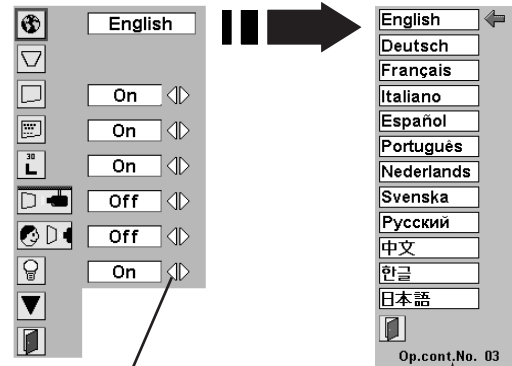 English
On
On
30
L
On
Off
Off
On
English
Deutsch
Français
Italiano
Español
Português
Nederlands
Svenska
Русский
中文
한글
日本語
Op.cont.No. 03